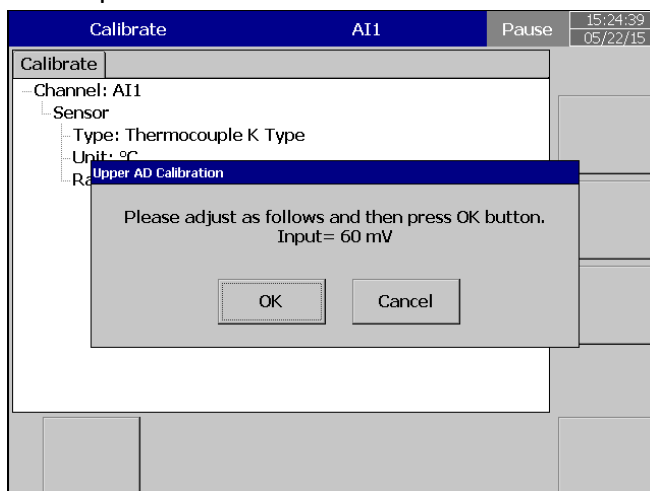 Calibrate AI1 Pause 15:24:39
05/22/15
Calibrate
Channel: AI1
Sensor
Type: Thermocouple K Type
Unit: °C
Upper AD Calibration
Please adjust as follows and then press OK button.
Input= 60 mV
OK Cancel